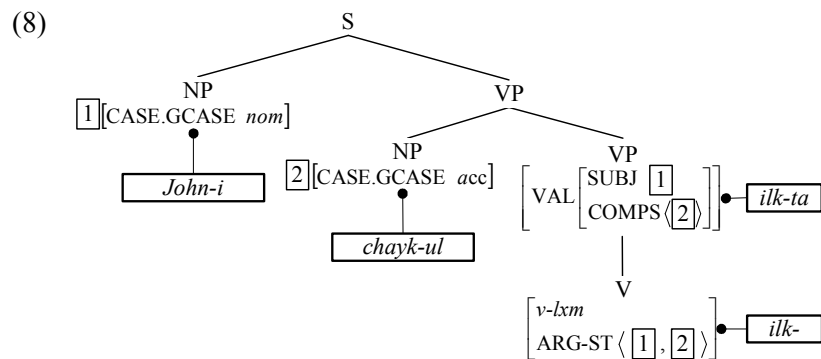 (8)
S
NP VP
[1][CASE.GCASE nom]
John-i
NP VP
[2][CASE.GCASE acc]
chayk-ul
[VAL [SUBJ [1]
COMPS ⟨[2]⟩]]
ilk-ta
V
[v-lxm
ARG-ST ⟨[1], [2]⟩]
ilk-